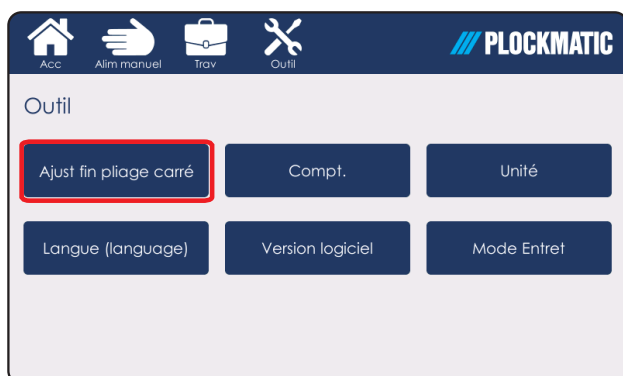 Acc Alim manuel Trav Outil PLOCKMATIC
Outil
Ajust fin pliage carré Compt. Unité
Langue (language) Version logiciel Mode Entret